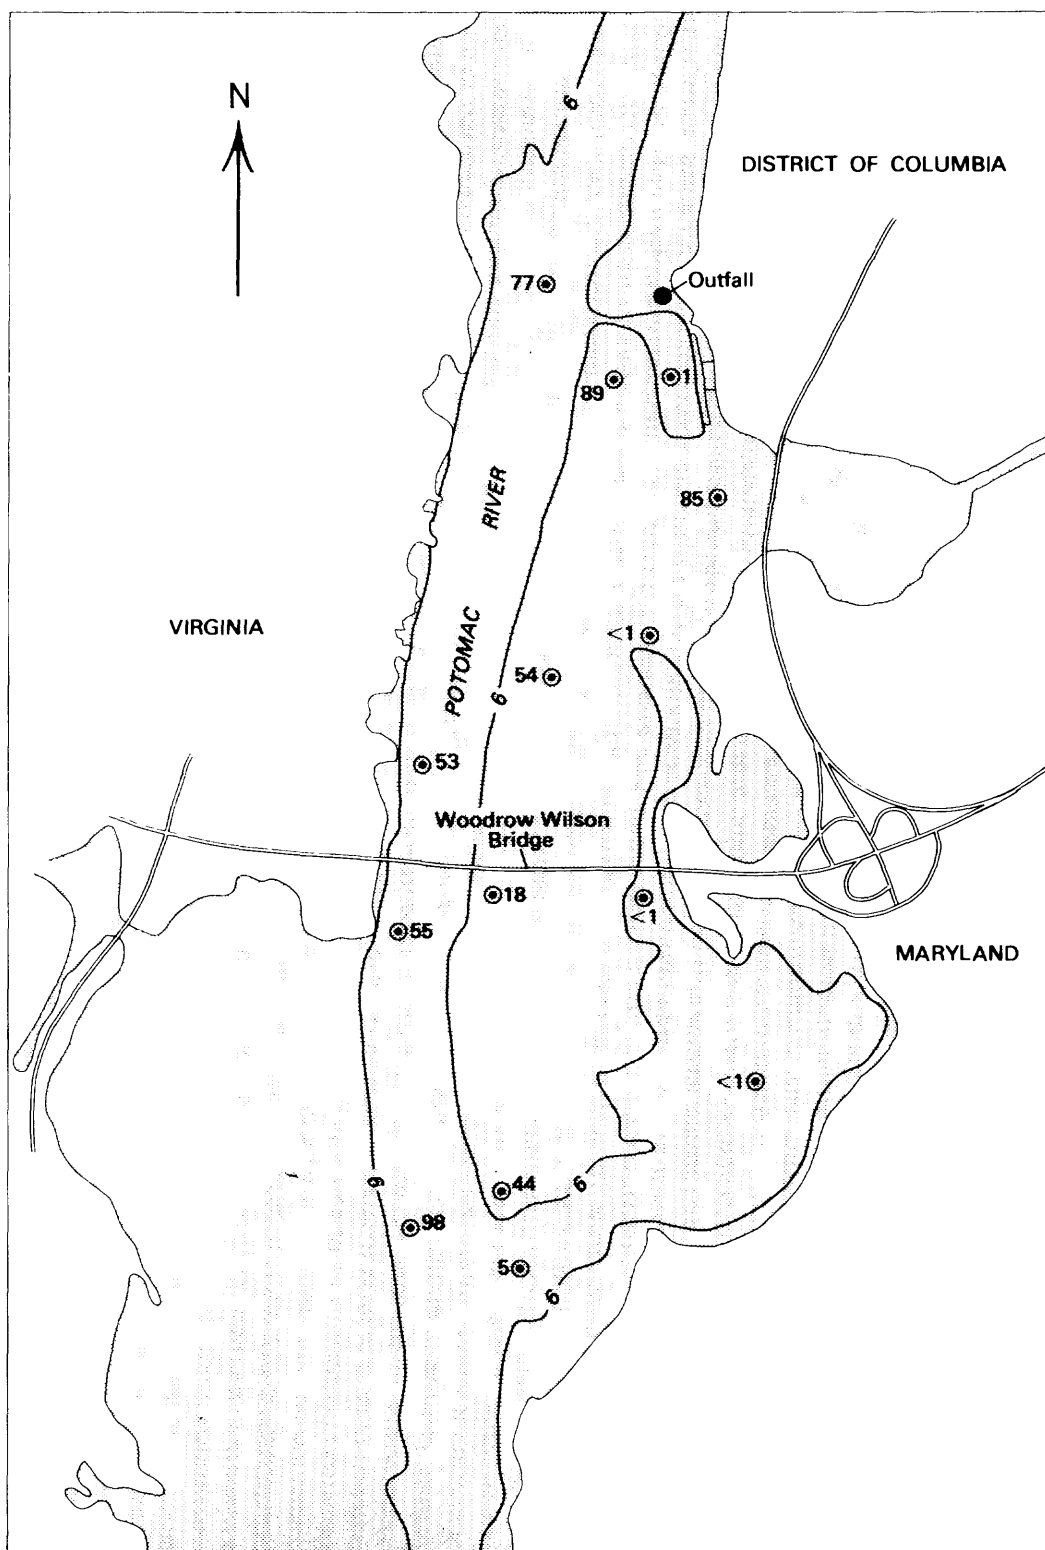 N
6
DISTRICT OF COLUMBIA
77
Outfall
89
1
85
RIVER
VIRGINIA
<1
POTOMAC
54
6
53
Woodrow Wilson
Bridge
18
<1
55
MARYLAND
<1
6
44
6
98
5
6